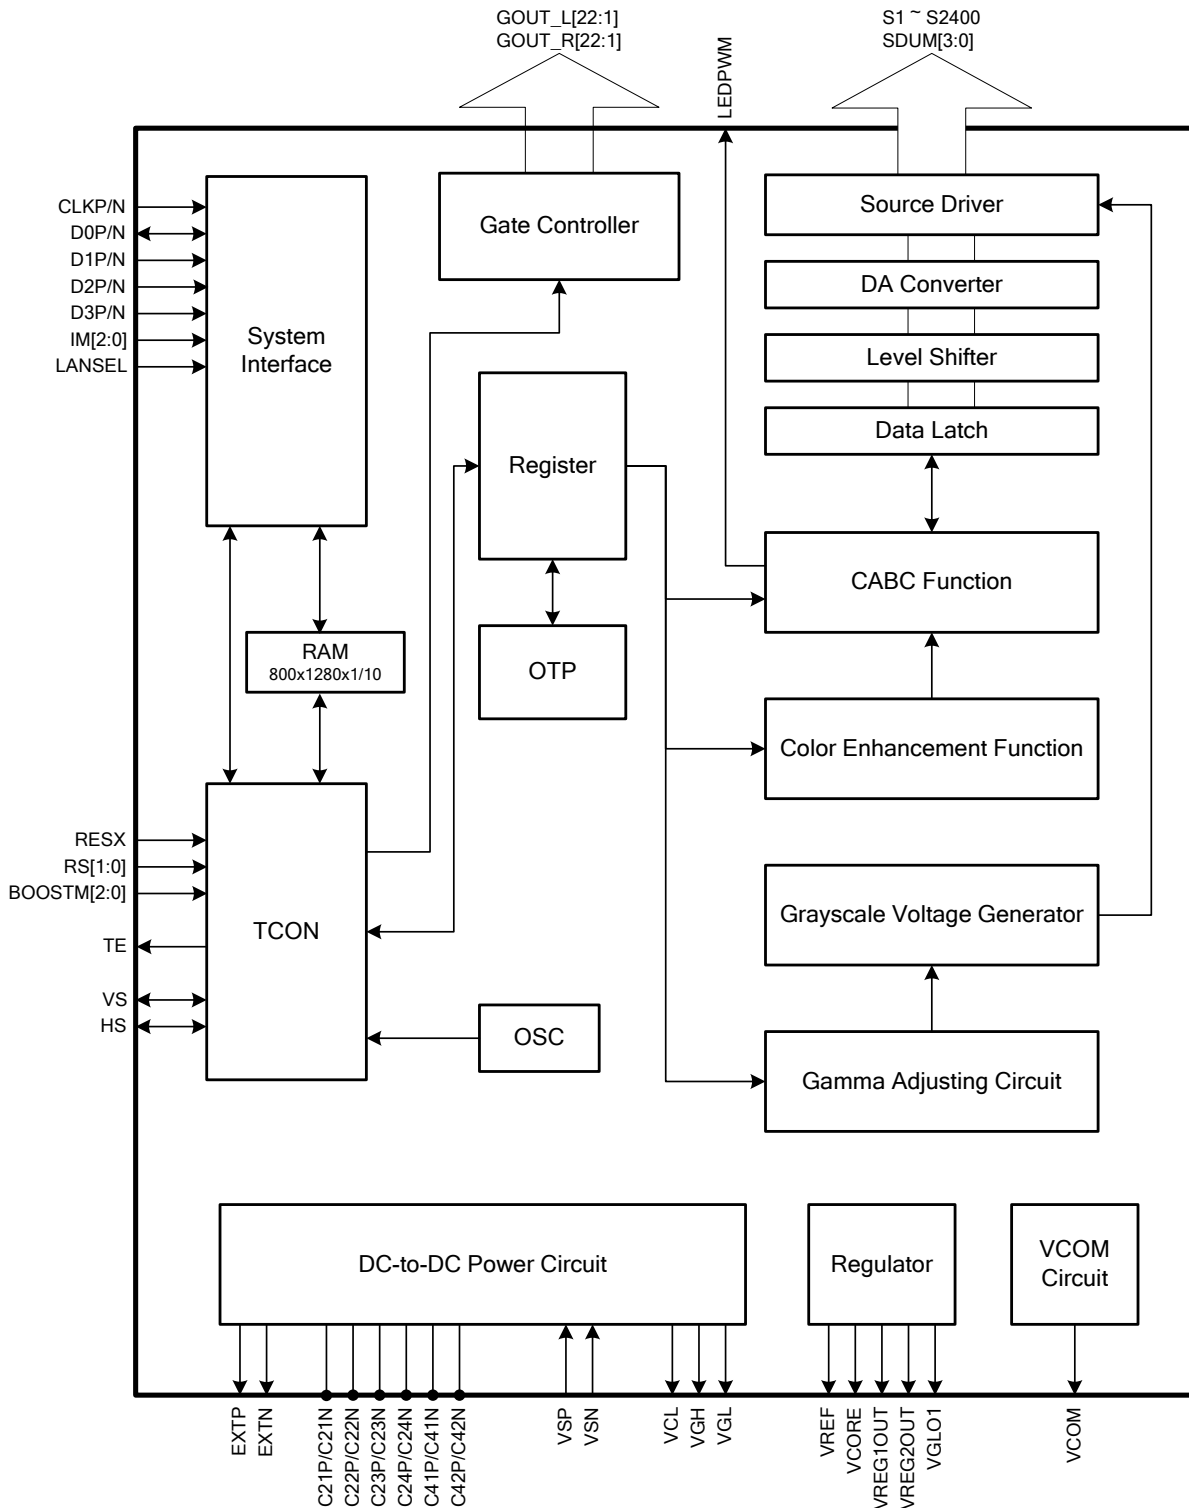 GOUT_L[22:1]
GOUT_R[22:1]
LEDPWM
S1 ~ S2400
SDUM[3:0]
CLKP/N
D0P/N
D1P/N
D2P/N
D3P/N
IM[2:0]
LANSEL
System
Interface
Gate Controller
Source Driver
DA Converter
Level Shifter
Data Latch
Register
CABC Function
OTP
RAM
800x1280x1/10
Color Enhancement Function
RESX
RS[1:0]
BOOSTM[2:0]
TE
VS
HS
TCON
Grayscale Voltage Generator
OSC
Gamma Adjusting Circuit
DC-to-DC Power Circuit
Regulator
VCOM
Circuit
EXTP
EXTN
C21P/C21N
C22P/C22N
C23P/C23N
C24P/C24N
C41P/C41N
C42P/C42N
VSP
VSN
VCL
VGH
VGL
VREF
VCORE
VREG1OUT
VREG2OUT
VGLO1
VCOM